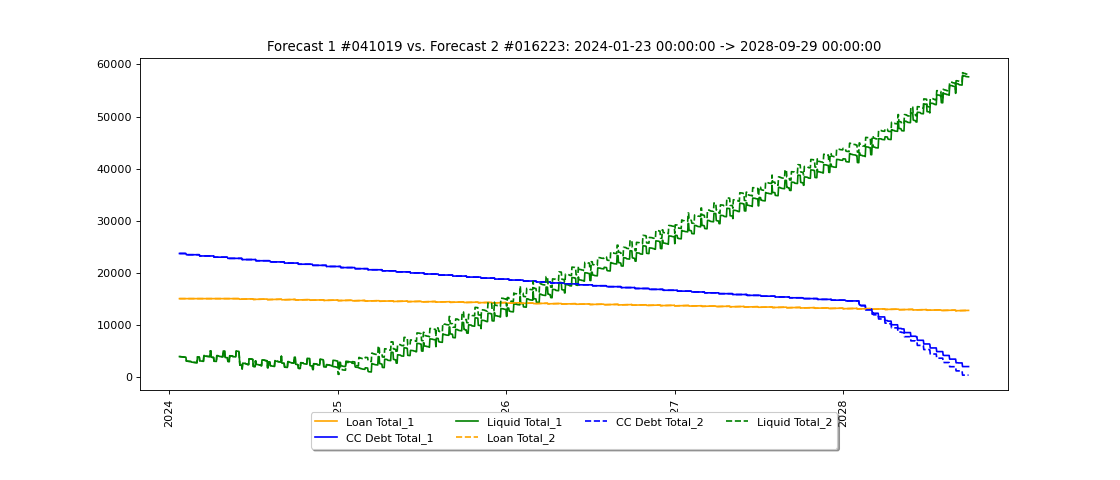 Forecast 1 #041019 vs. Forecast 2 #016223: 2024-01-23 00:00:00 -> 2028-09-29 00:00:00
60000
50000
40000
30000
20000
10000
0
2024
25
26
27
2028
Loan Total_1
Liquid Total_1
CC Debt Total_2
Liquid Total_2
CC Debt Total_1
Loan Total_2